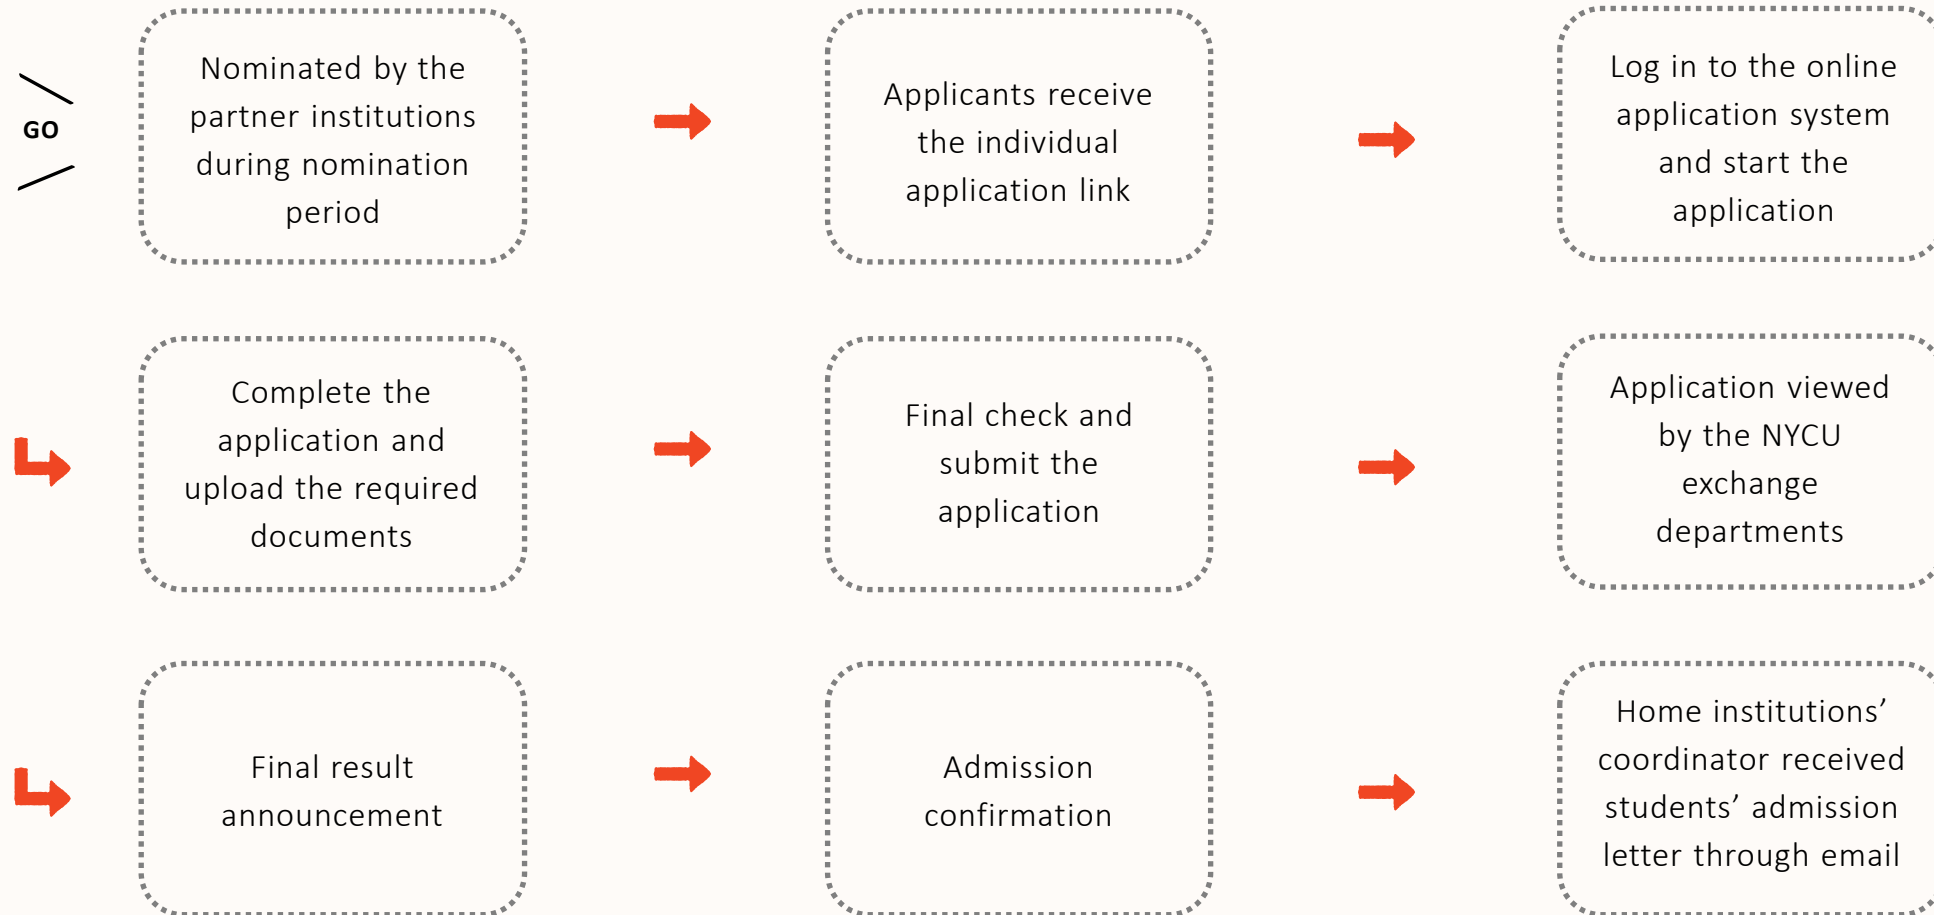 GO
Nominated by the
partner institutions
during nomination
period
Applicants receive
the individual
application link
Log in to the online
application system
and start the
application
Complete the
application and
upload the required
documents
Final check and
submit the
application
Application viewed
by the NYCU
exchange
departments
Final result
announcement
Admission
confirmation
Home institutions’
coordinator received
students’ admission
letter through email